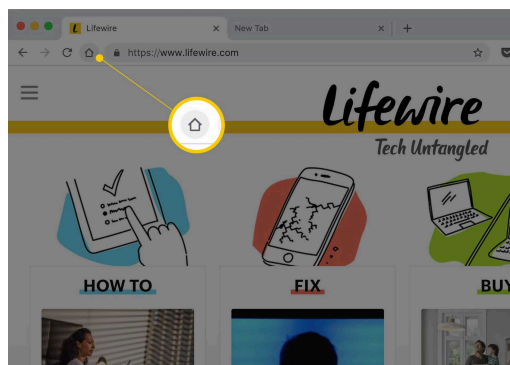 Lifewire
New Tab
https://www.lifewire.com
Lifewire
Tech Untangled
HOW TO
FIX
BUY